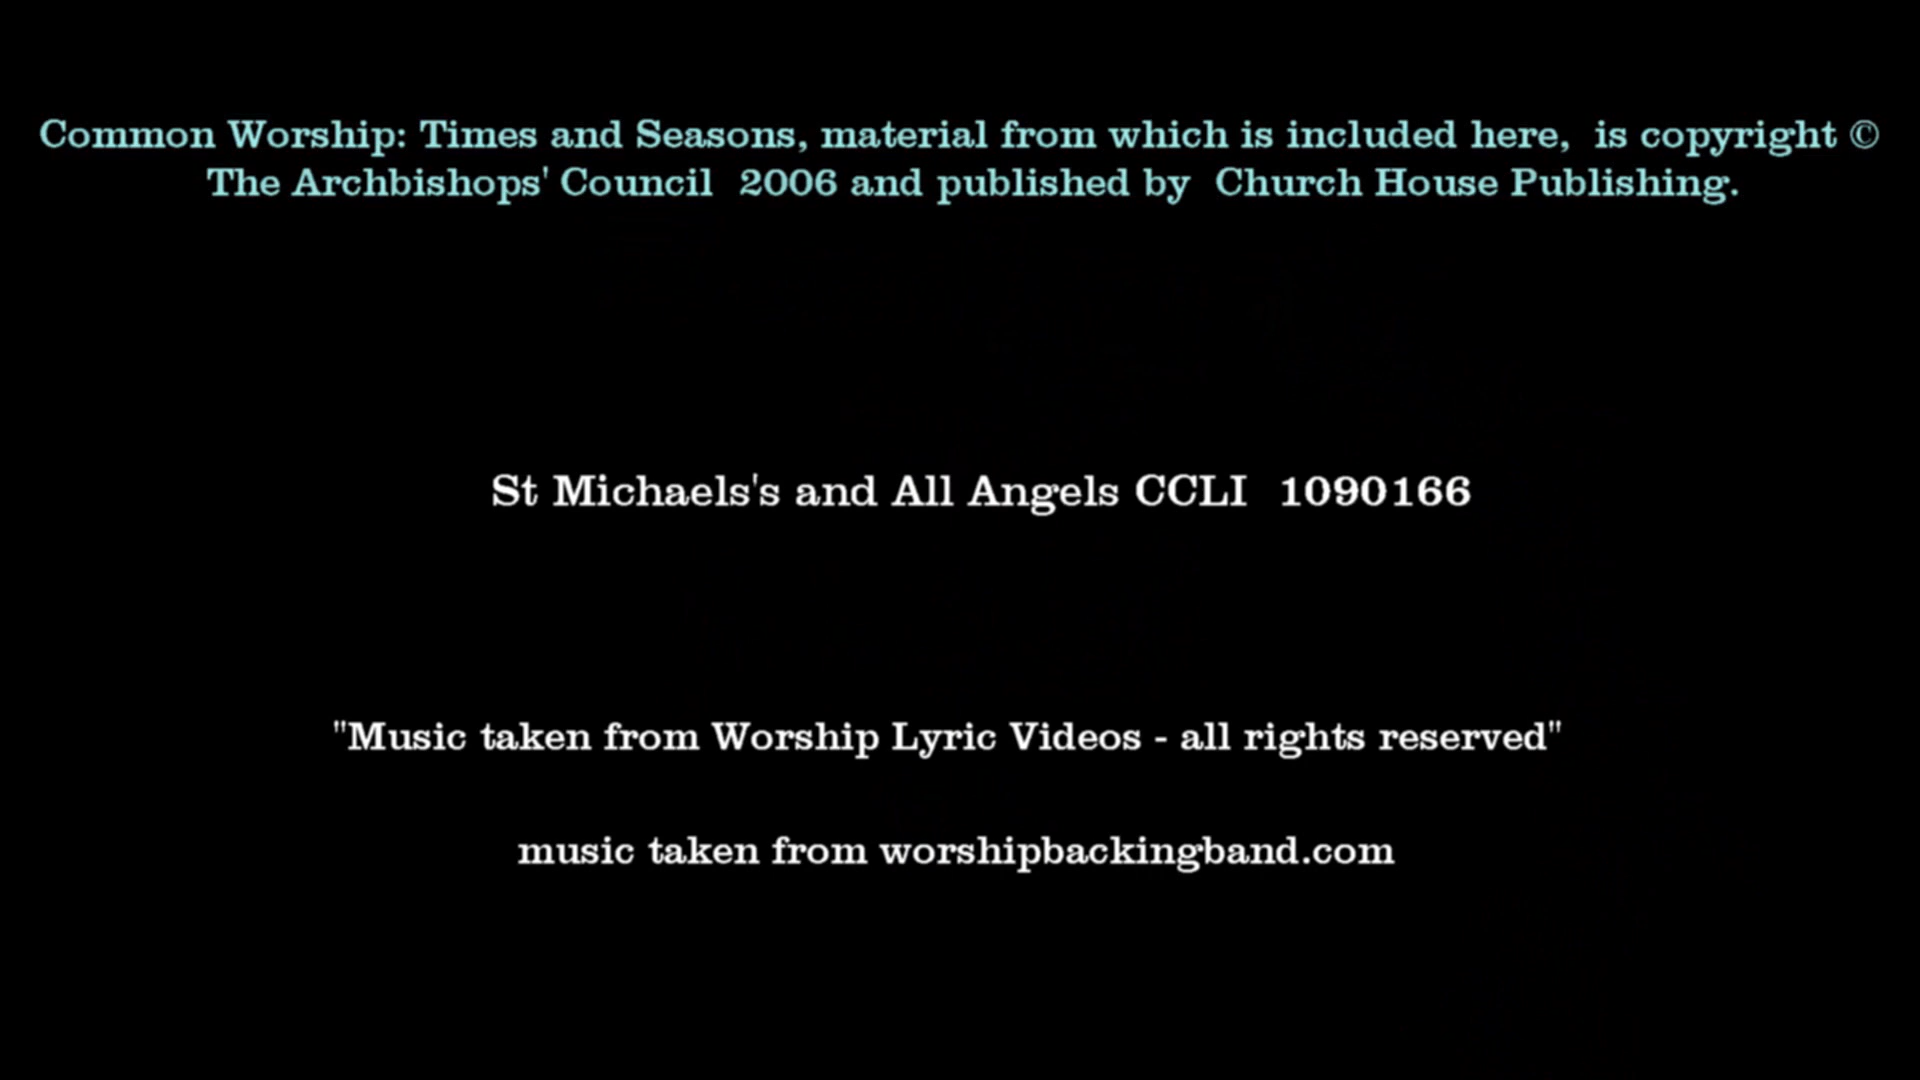 Common Worship: Times and Seasons, material from which is included here,  is copyright ©
The Archbishops' Council  2006 and published by  Church House Publishing.
St Michaels's and All Angels CCLI  1090166
"Music taken from Worship Lyric Videos - all rights reserved"
music taken from worshipbackingband.com